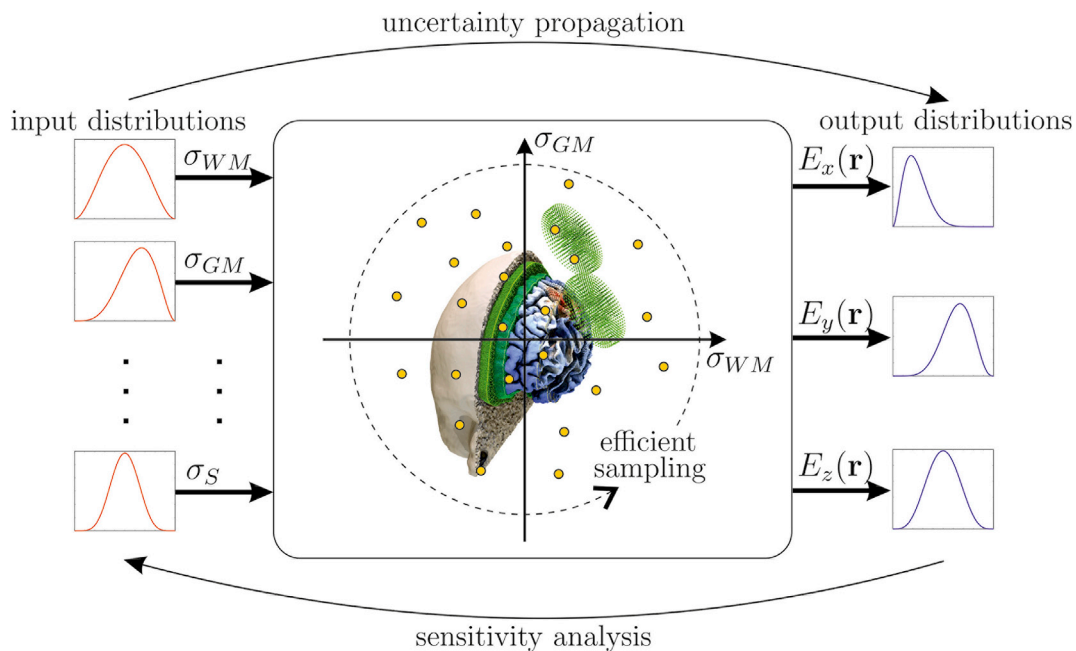 uncertainty propagation
input distributions
output distributions
σ_WM
σ_GM
E_x(r)
σ_GM
E_y(r)
σ_WM
efficient
sampling
σ_S
E_z(r)
sensitivity analysis